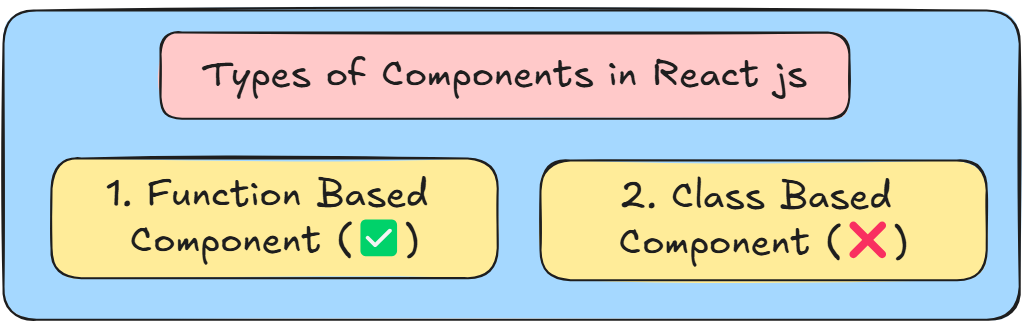 Types of Components in React js
1. Function Based
Component (✅)
2. Class Based
Component (❌)